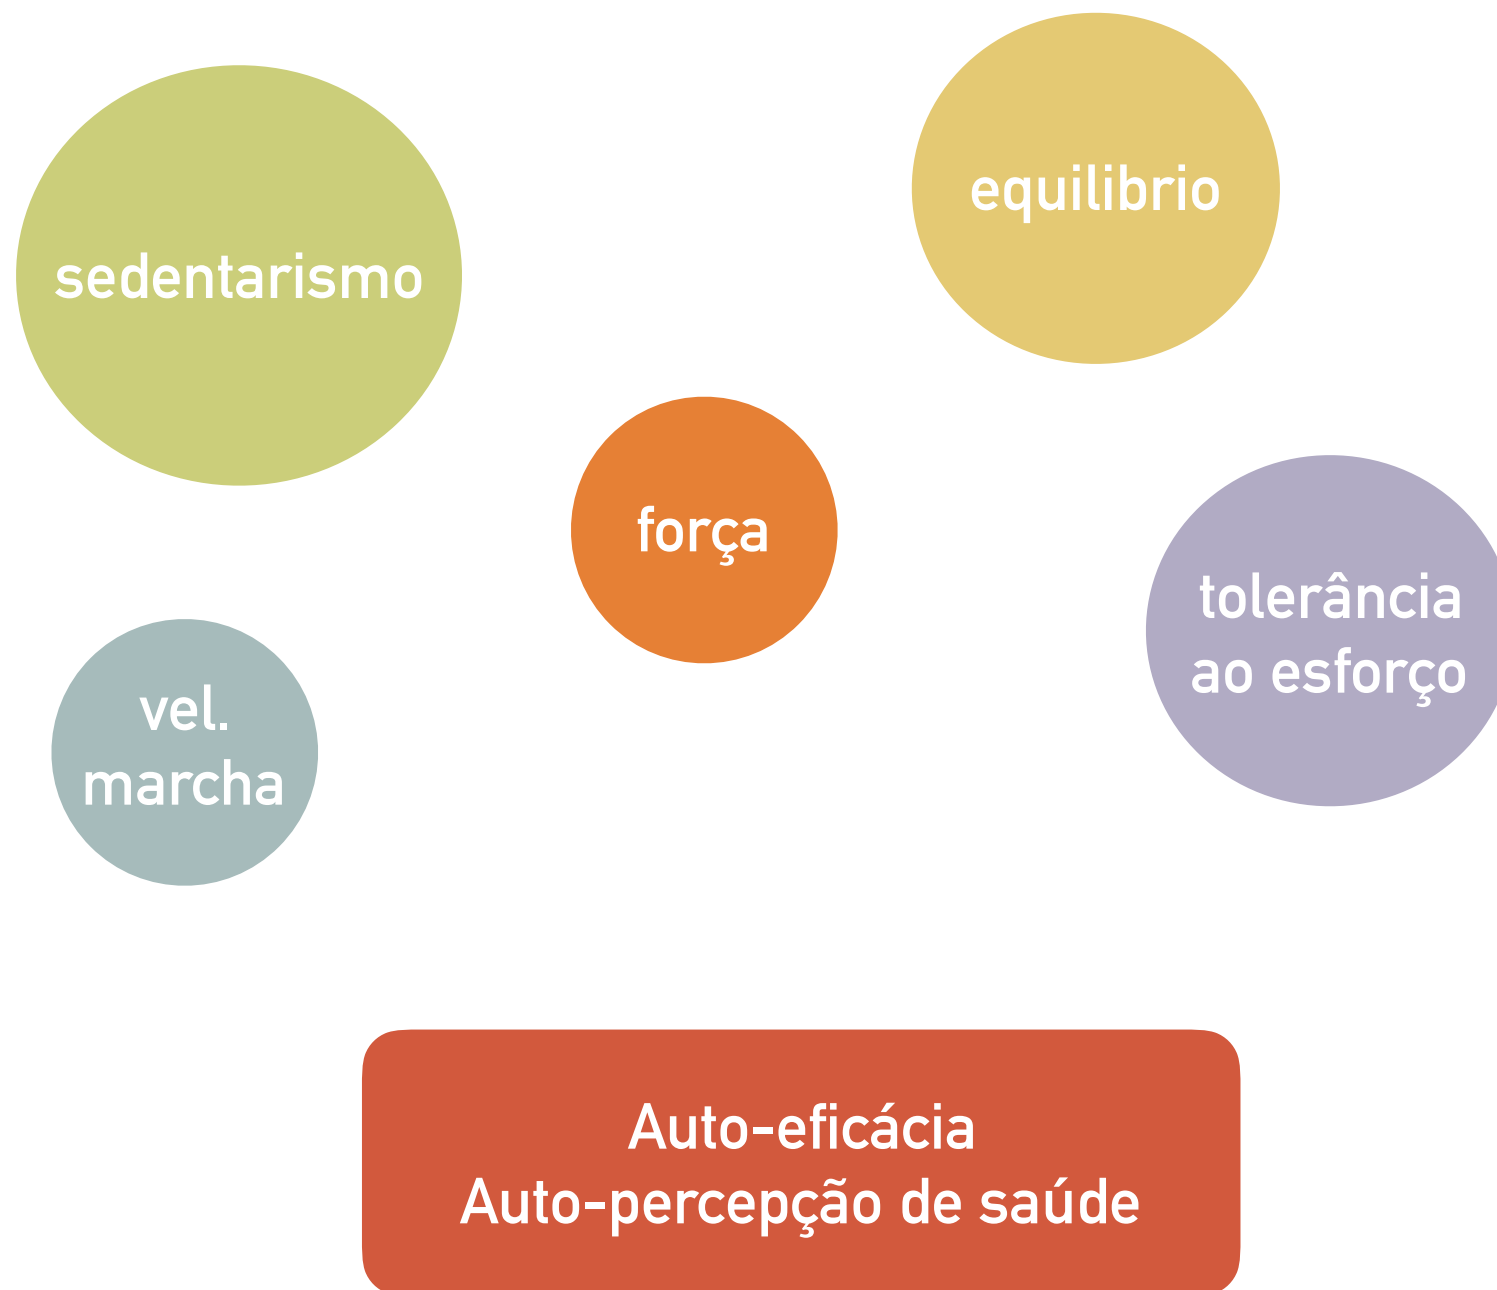 equilibrio
sedentarismo
força
tolerância
ao esforço
vel.
marcha
Auto-eficácia
Auto-percepção de saúde